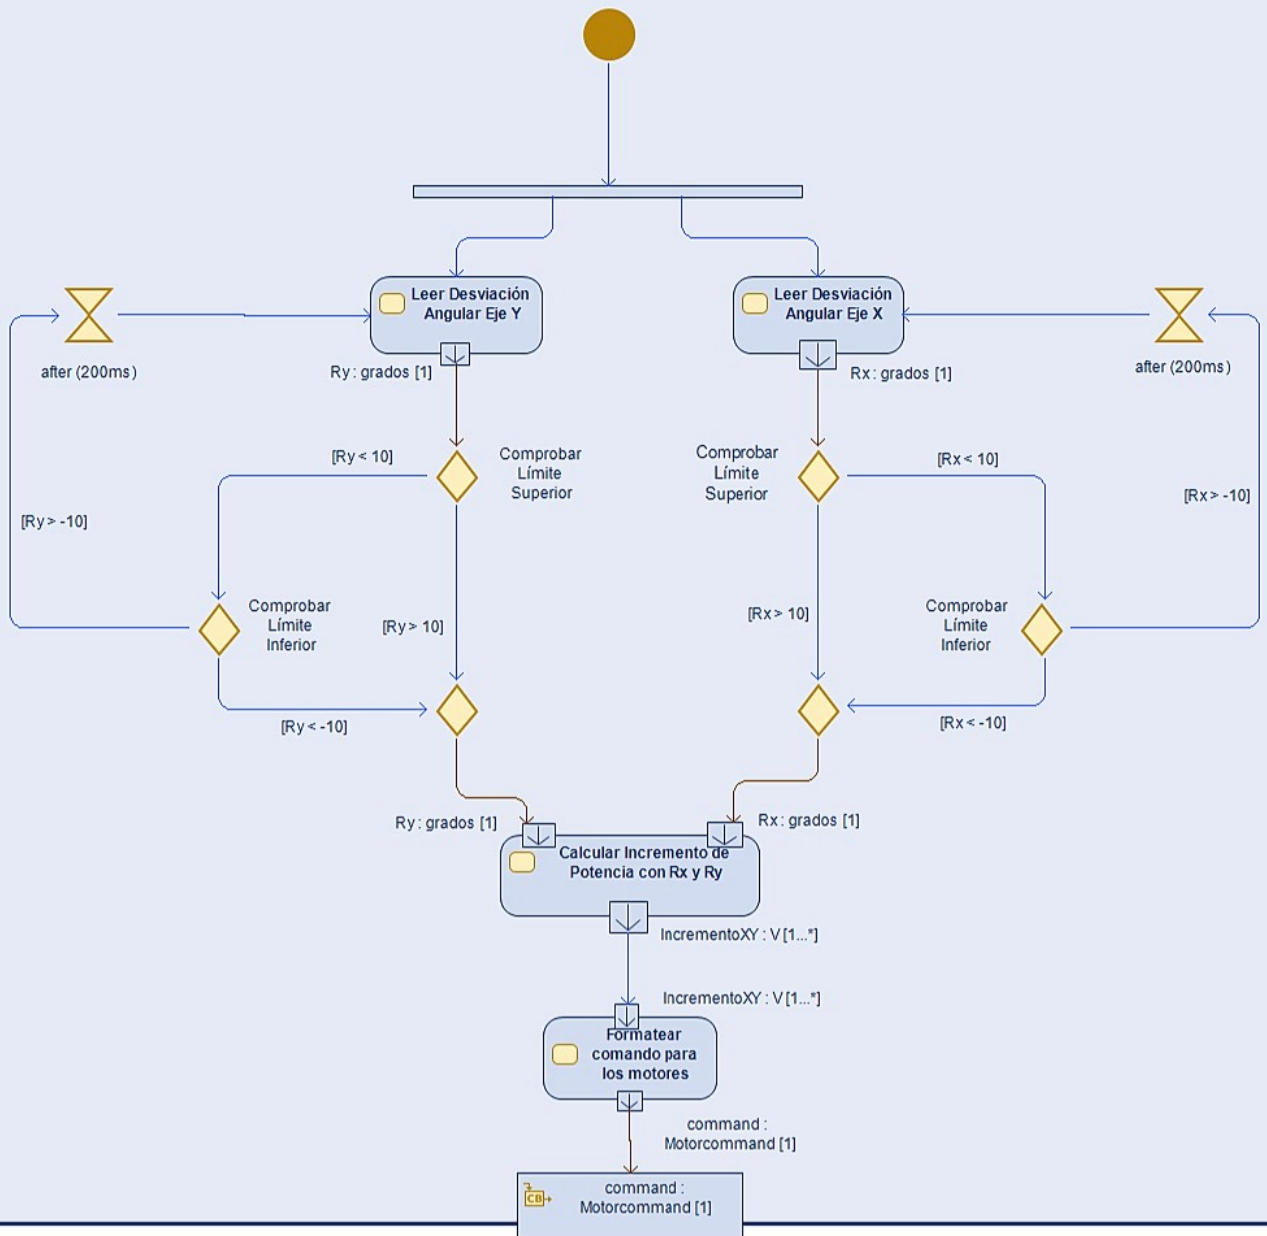 Leer Desviación
Angular Eje Y
Leer Desviación
Angular Eje X
after (200ms)
Ry : grados [1]
Rx : grados [1]
after (200ms)
[Ry < 10]
Comprobar
Límite
Superior
Comprobar
Límite
Superior
[Rx < 10]
[Ry > -10]
[Rx > -10]
Comprobar
Límite
Inferior
[Ry > 10]
[Rx > 10]
Comprobar
Límite
Inferior
[Ry < -10]
[Rx < -10]
Ry : grados [1]
Rx : grados [1]
Calcular Incremento de
Potencia con Rx y Ry
IncrementoXY : V [1...*]
IncrementoXY : V [1...*]
Formatear
comando para
los motores
command :
Motorcommand [1]
CB
command :
Motorcommand [1]